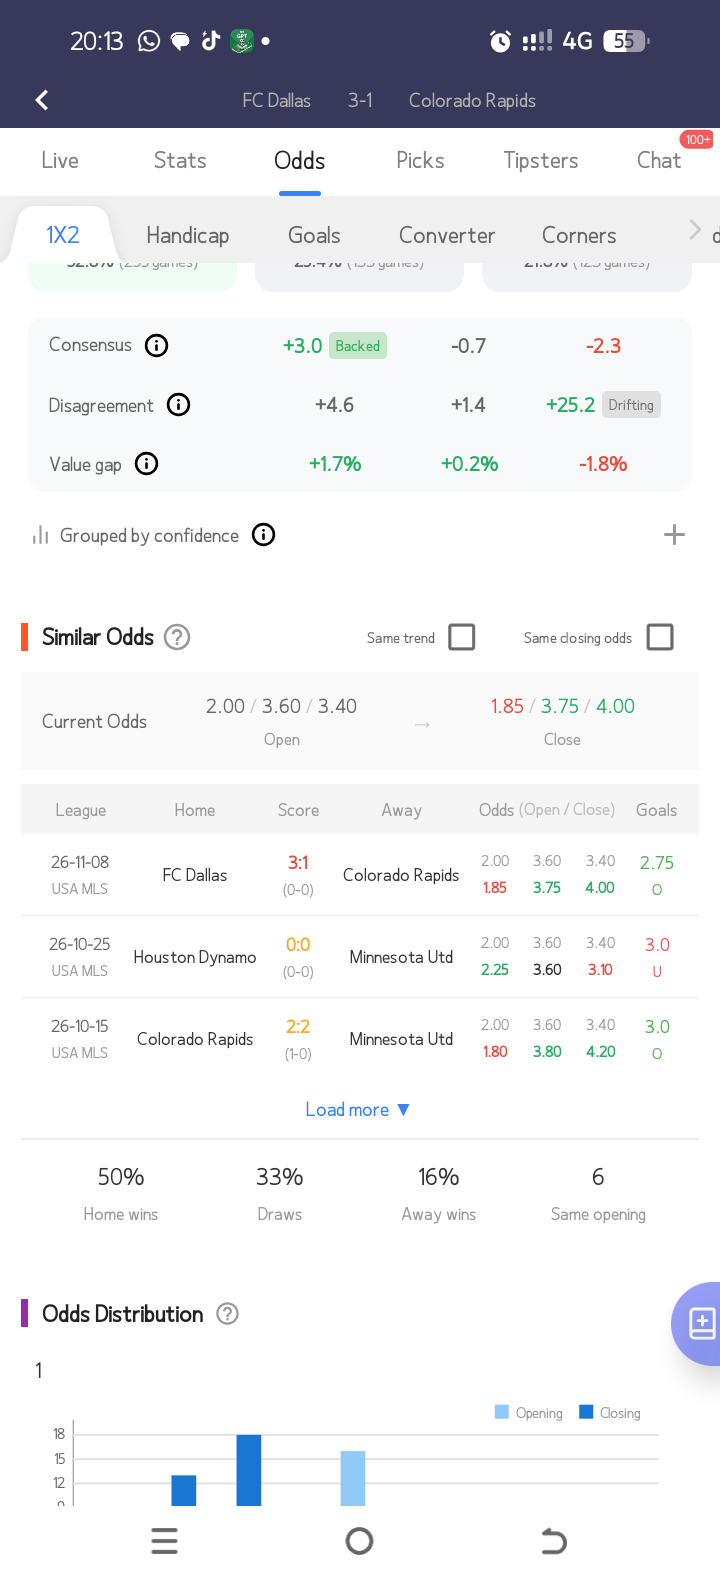 20:13 4G 55
FC Dallas 3-1 Colorado Rapids
Live Stats Odds Picks Tipsters Chat 100+
1X2 Handicap Goals Converter Corners
Consensus +3.0 Backed -0.7 -2.3
Disagreement +4.6 +1.4 +25.2 Drifting
Value gap +1.7% +0.2% -1.8%
Grouped by confidence
Similar Odds Same trend Same closing odds
Current Odds 2.00 / 3.60 / 3.40 → 1.85 / 3.75 / 4.00
Open Close
League Home Score Away Odds (Open / Close) Goals
26-11-08 FC Dallas 3:1 Colorado Rapids 2.00 3.60 3.40 2.75
USA MLS (0-0) 1.85 3.75 4.00 O
26-10-25 Houston Dynamo 0:0 Minnesota Utd 2.00 3.60 3.40 3.0
USA MLS (0-0) 2.25 3.60 3.10 U
26-10-15 Colorado Rapids 2:2 Minnesota Utd 2.00 3.60 3.40 3.0
USA MLS (1-0) 1.80 3.80 4.20 O
Load more ▼
50% 33% 16% 6
Home wins Draws Away wins Same opening
Odds Distribution
1
Opening Closing
18
15
12